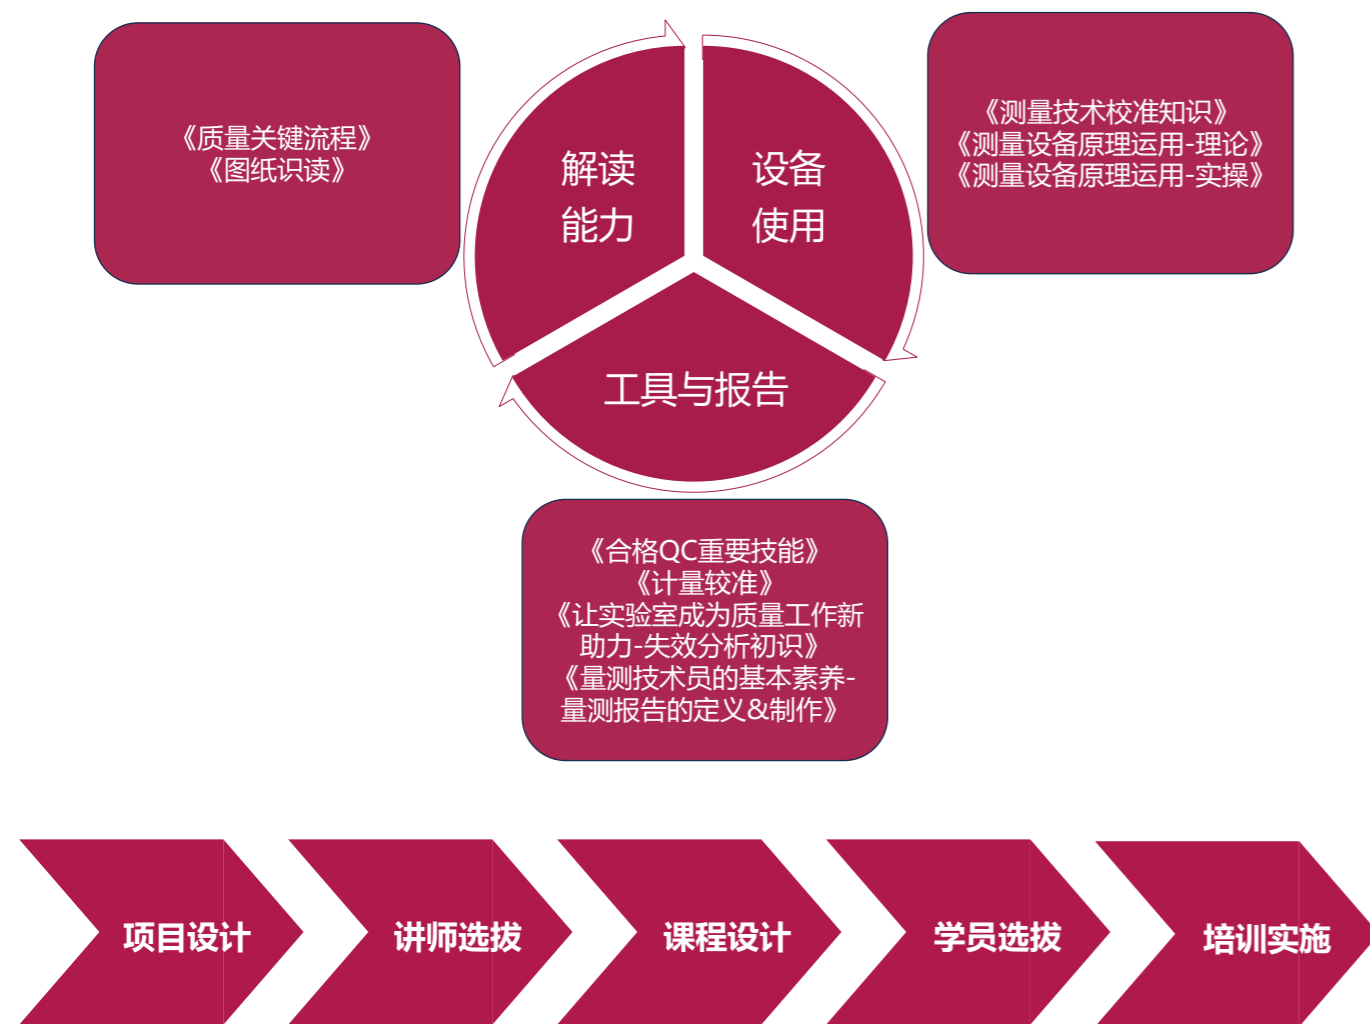 《质量关键流程》
《图纸识读》
解读
能力
设备
使用
《测量技术校准知识》
《测量设备原理运用-理论》
《测量设备原理运用-实操》
工具与报告
《合格QC重要技能》
《计量较准》
《让实验室成为质量工作新
助力-失效分析初识》
《量测技术员的基本素养-
量测报告的定义&制作》
项目设计
讲师选拔
课程设计
学员选拔
培训实施